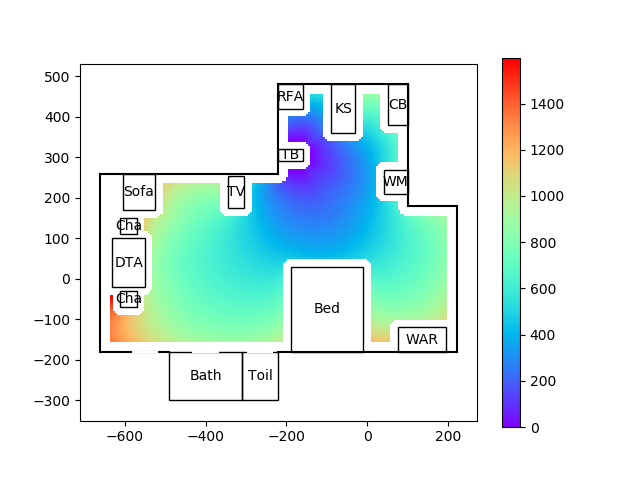 500
400
300
200
100
0
−100
−200
−300
−600
−400
−200
0
200
RFA
KS
CB
TB
WM
Sofa
TV
Cha
DTA
Cha
Bed
WAR
Bath
Toil
1400
1200
1000
800
600
400
200
0